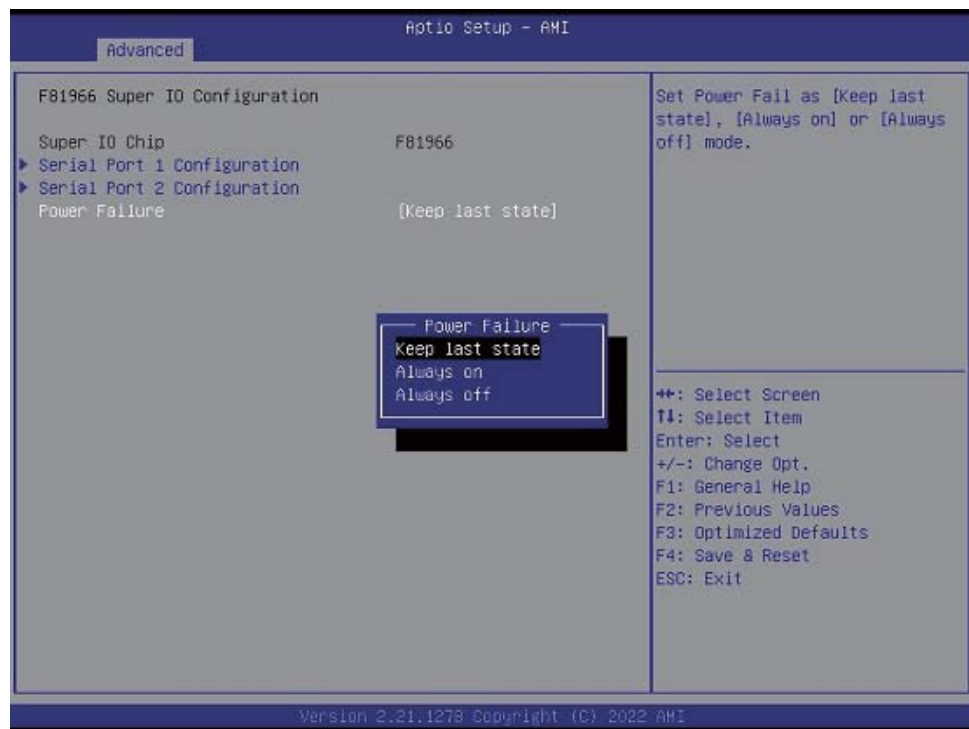 Aptio Setup - AMI
Advanced
F81966 Super IO Configuration
Super IO Chip F81966
Serial Port 1 Configuration
Serial Port 2 Configuration
Power Failure [Keep last state]
Set Power Fail as [Keep last
state], [Always on] or [Always
off] mode.
Power Failure
Keep last state
Always on
Always off
→←: Select Screen
↑↓: Select Item
Enter: Select
+/-: Change Opt.
F1: General Help
F2: Previous Values
F3: Optimized Defaults
F4: Save & Reset
ESC: Exit
Version 2.21.1278 Copyright (C) 2022 AMI